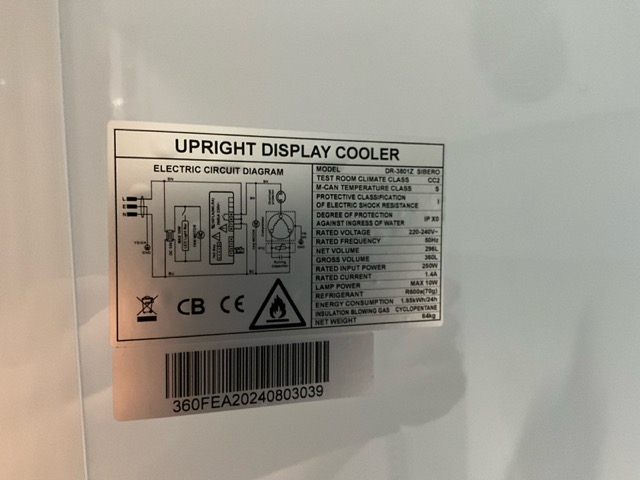 UPRIGHT DISPLAY COOLER
ELECTRIC CIRCUIT DIAGRAM
MODEL DR-3801Z SIBERO
TEST ROOM CLIMATE CLASS CC2
M-CAN TEMPERATURE CLASS S
PROTECTIVE CLASSIFICATION
OF ELECTRIC SHOCK RESISTANCE I
DEGREE OF PROTECTION
AGAINST INGRESS OF WATER IP X0
RATED VOLTAGE 220-240V~
RATED FREQUENCY 50Hz
NET VOLUME 296L
GROSS VOLUME 360L
RATED INPUT POWER 250W
RATED CURRENT 1.4A
LAMP POWER MAX 10W
REFRIGERANT R600a(70g)
ENERGY CONSUMPTION 1.55kWh/24h
INSULATION BLOWING GAS CYCLOPENTANE
NET WEIGHT 64kg
L
E
N
CB CE
360FEA20240803039